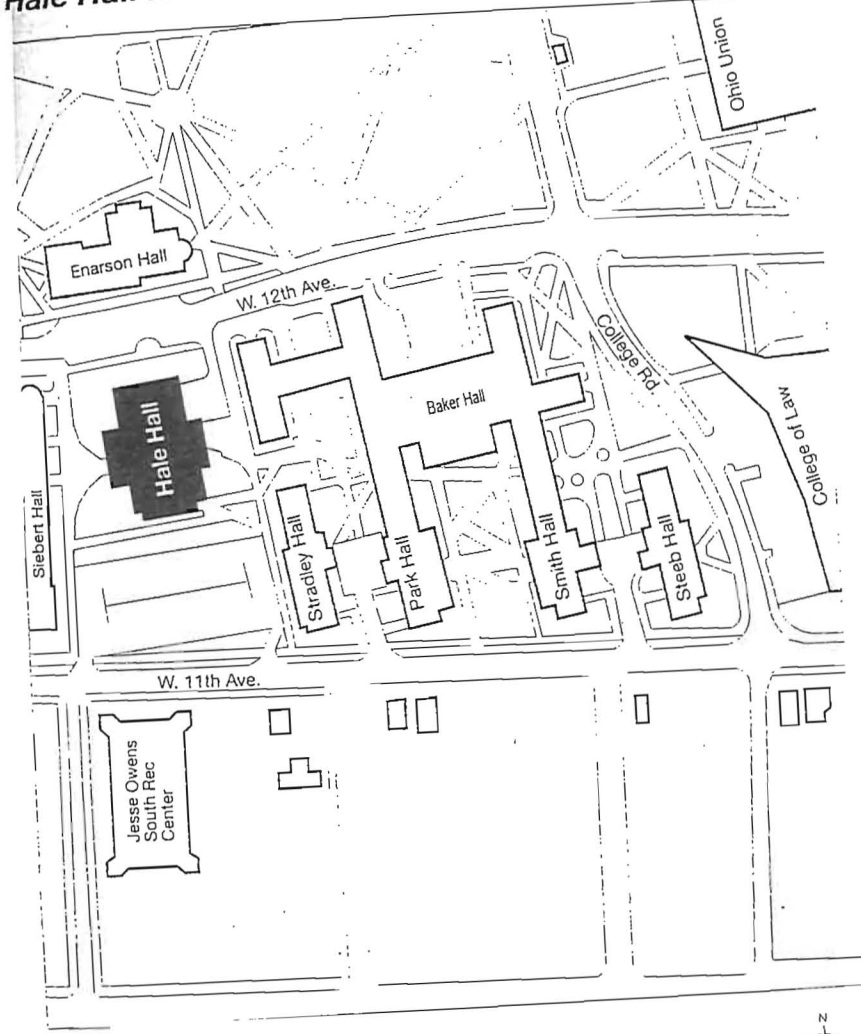 Hale Hall
Ohio Union
Enarson Hall
W. 12th Ave.
College Rd.
Baker Hall
Hale Hall
College of Law
Siebert Hall
Stradley Hall
Park Hall
Smith Hall
Steeb Hall
W. 11th Ave.
Jesse Owens
South Rec
Center
N